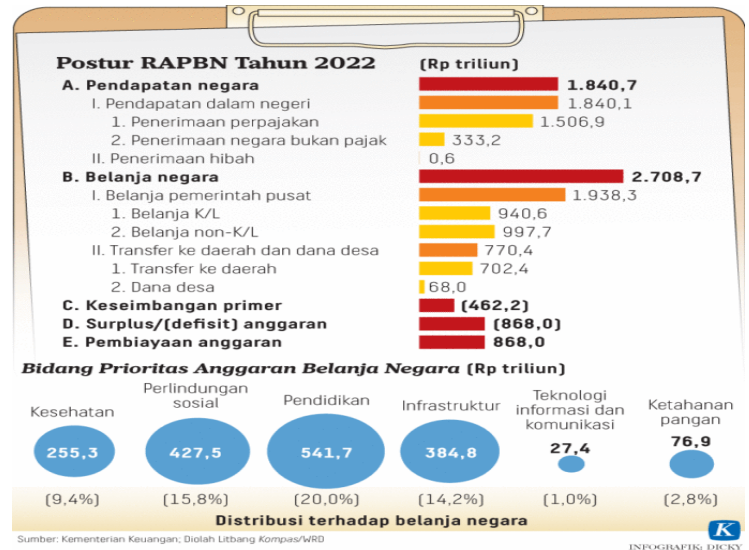 Postur RAPBN Tahun 2022 (Rp triliun)
A. Pendapatan negara 1.840,7
I. Pendapatan dalam negeri 1.840,1
1. Penerimaan perpajakan 1.506,9
2. Penerimaan negara bukan pajak 333,2
II. Penerimaan hibah 0,6
B. Belanja negara 2.708,7
I. Belanja pemerintah pusat 1.938,3
1. Belanja K/L 940,6
2. Belanja non-K/L 997,7
II. Transfer ke daerah dan dana desa 770,4
1. Transfer ke daerah 702,4
2. Dana desa 68,0
C. Keseimbangan primer (462,2)
D. Surplus/(defisit) anggaran (868,0)
E. Pembiayaan anggaran 868,0
Bidang Prioritas Anggaran Belanja Negara (Rp triliun)
Kesehatan
255,3
(9,4%)
Perlindungan
sosial
427,5
(15,8%)
Pendidikan
541,7
(20,0%)
Infrastruktur
384,8
(14,2%)
Teknologi
informasi dan
komunikasi
27,4
(1,0%)
Ketahanan
pangan
76,9
(2,8%)
Distribusi terhadap belanja negara
Sumber: Kementerian Keuangan; Diolah Litbang Kompas/WRD
K
INFOGRAFIK: DICKY